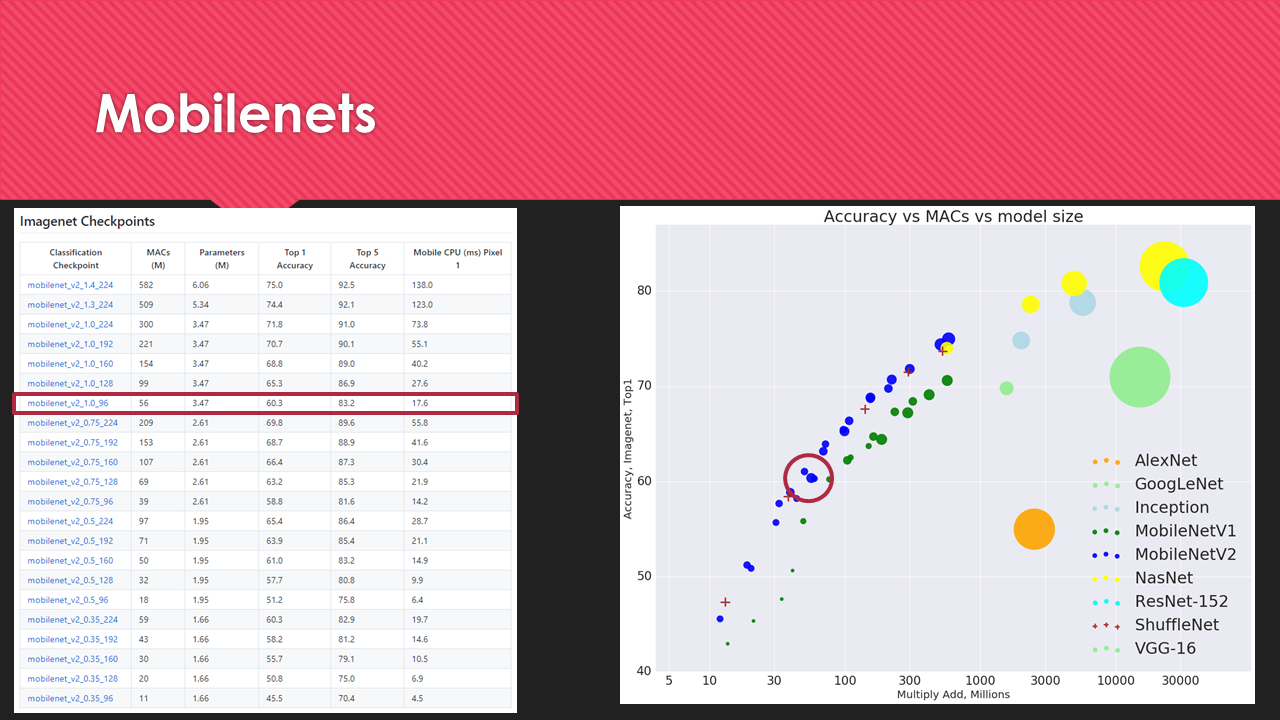 Mobilenets
Imagenet Checkpoints
Classification Checkpoint MACs (M) Parameters (M) Top 1 Accuracy Top 5 Accuracy Mobile CPU (ms) Pixel 1
mobilenet_v2_1.4_224 582 6.06 75.0 92.5 138.0
mobilenet_v2_1.3_224 509 5.34 74.4 92.1 123.0
mobilenet_v2_1.0_224 300 3.47 71.8 91.0 73.8
mobilenet_v2_1.0_192 221 3.47 70.7 90.1 55.1
mobilenet_v2_1.0_160 154 3.47 68.8 89.0 40.2
mobilenet_v2_1.0_128 99 3.47 65.3 86.9 27.6
mobilenet_v2_1.0_96 56 3.47 60.3 83.2 17.6
mobilenet_v2_0.75_224 209 2.61 69.8 89.6 55.8
mobilenet_v2_0.75_192 153 2.61 68.7 88.9 41.6
mobilenet_v2_0.75_160 107 2.61 66.4 87.3 30.4
mobilenet_v2_0.75_128 69 2.61 63.2 85.3 21.9
mobilenet_v2_0.75_96 39 2.61 58.8 81.6 14.2
mobilenet_v2_0.5_224 97 1.95 65.4 86.4 28.7
mobilenet_v2_0.5_192 71 1.95 63.9 85.4 21.1
mobilenet_v2_0.5_160 50 1.95 61.0 83.2 14.9
mobilenet_v2_0.5_128 32 1.95 57.7 80.8 9.9
mobilenet_v2_0.5_96 18 1.95 51.2 75.8 6.4
mobilenet_v2_0.35_224 59 1.66 60.3 82.9 19.7
mobilenet_v2_0.35_192 43 1.66 58.2 81.2 14.6
mobilenet_v2_0.35_160 30 1.66 55.7 79.1 10.5
mobilenet_v2_0.35_128 20 1.66 50.8 75.0 6.9
mobilenet_v2_0.35_96 11 1.66 45.5 70.4 4.5
Accuracy vs MACs vs model size
Accuracy, Imagenet, Top1
80
70
60
50
40
AlexNet
GoogLeNet
Inception
MobileNetV1
MobileNetV2
NasNet
ResNet-152
ShuffleNet
VGG-16
5 10 30 100 300 1000 3000 10000 30000
Multiply Add, Millions